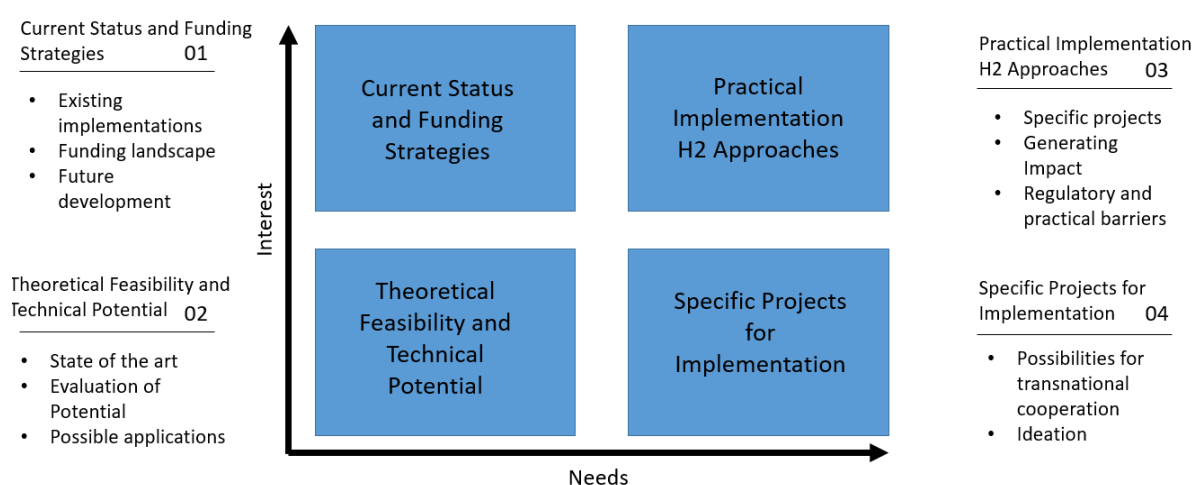 Current Status and Funding
Strategies 01
• Existing
implementations
• Funding landscape
• Future
development
Theoretical Feasibility and
Technical Potential 02
• State of the art
• Evaluation of
Potential
• Possible applications
Interest
Current Status
and Funding
Strategies
Practical
Implementation
H2 Approaches
Theoretical
Feasibility and
Technical
Potential
Specific Projects
for
Implementation
Needs
Practical Implementation
H2 Approaches 03
• Specific projects
• Generating
Impact
• Regulatory and
practical barriers
Specific Projects for
Implementation 04
• Possibilities for
transnational
cooperation
• Ideation